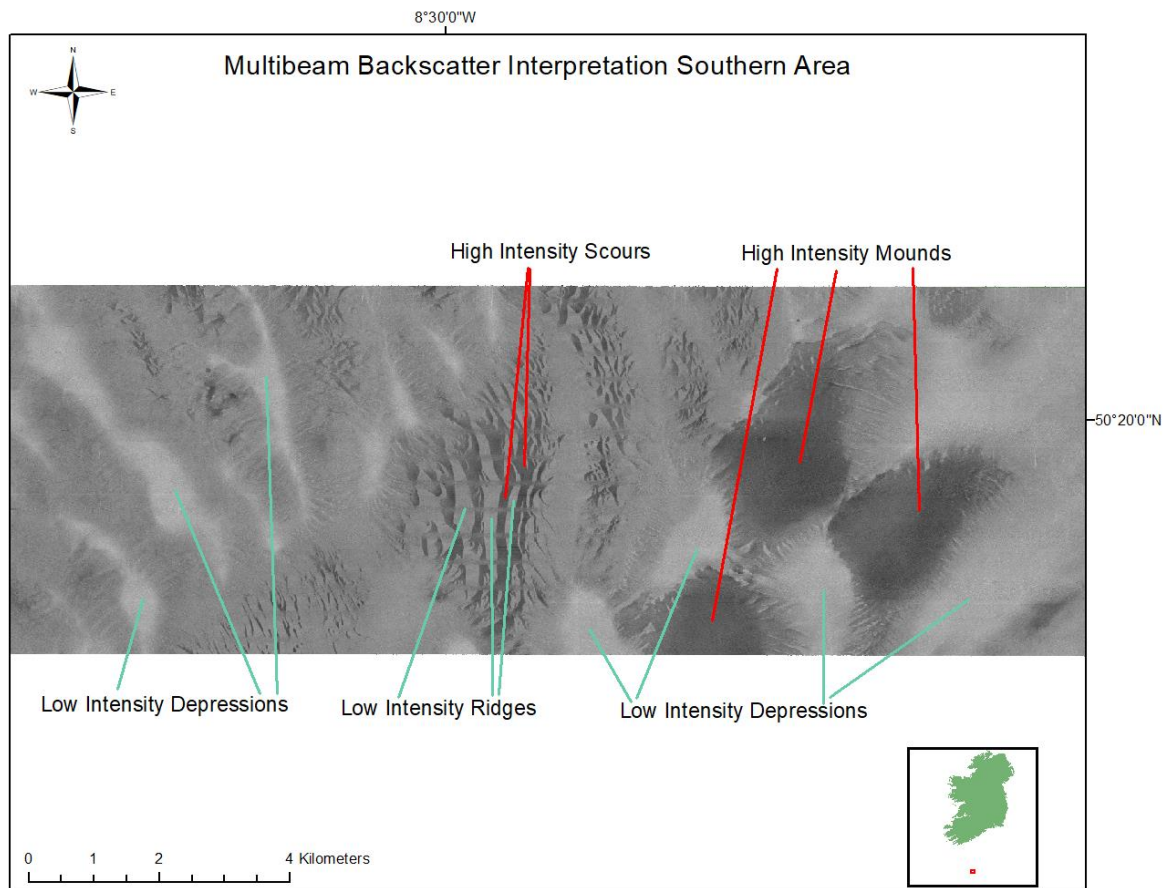 8°30'0"W
Multibeam Backscatter Interpretation Southern Area
N
W
E
S
High Intensity Scours
High Intensity Mounds
50°20'0"N
Low Intensity Depressions
Low Intensity Ridges
Low Intensity Depressions
0 1 2 4 Kilometers